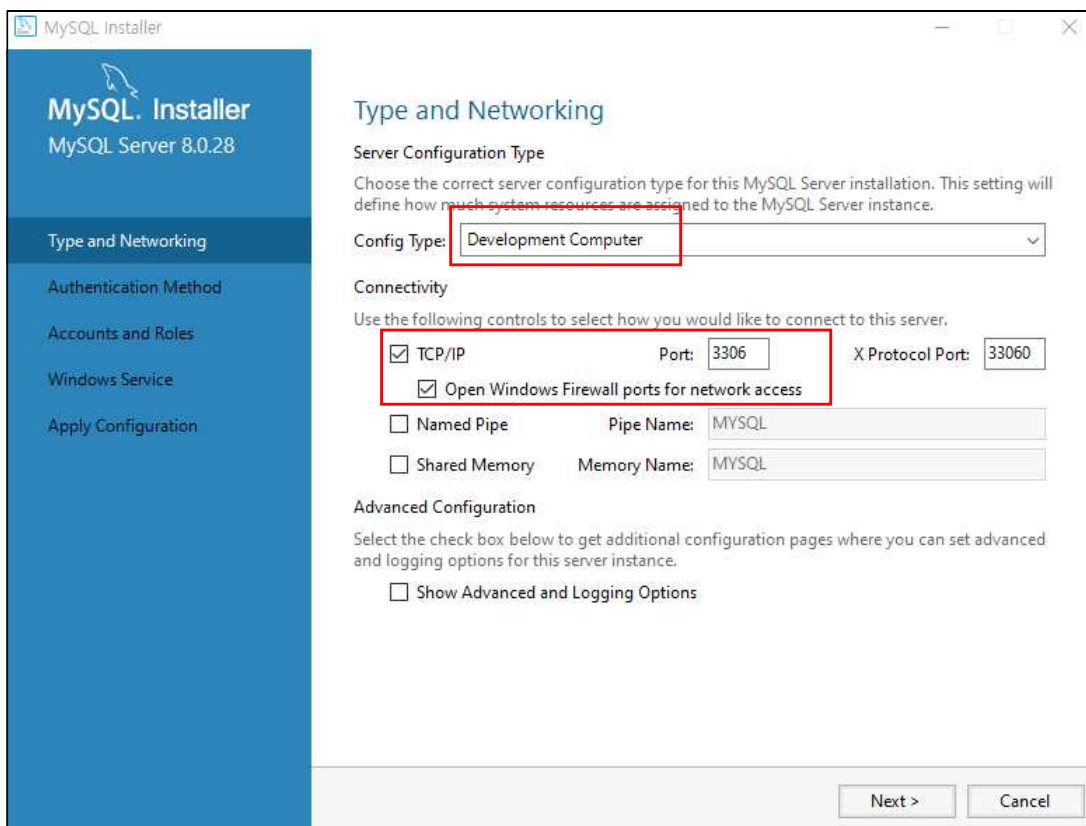 MySQL Installer
MySQL. Installer
MySQL Server 8.0.28
Type and Networking
Authentication Method
Accounts and Roles
Windows Service
Apply Configuration
Type and Networking
Server Configuration Type
Choose the correct server configuration type for this MySQL Server installation. This setting will
define how much system resources are assigned to the MySQL Server instance.
Config Type: Development Computer
Connectivity
Use the following controls to select how you would like to connect to this server.
TCP/IP Port: 3306 X Protocol Port: 33060
Open Windows Firewall ports for network access
Named Pipe Pipe Name: MYSQL
Shared Memory Memory Name: MYSQL
Advanced Configuration
Select the check box below to get additional configuration pages where you can set advanced
and logging options for this server instance.
Show Advanced and Logging Options
Next > Cancel